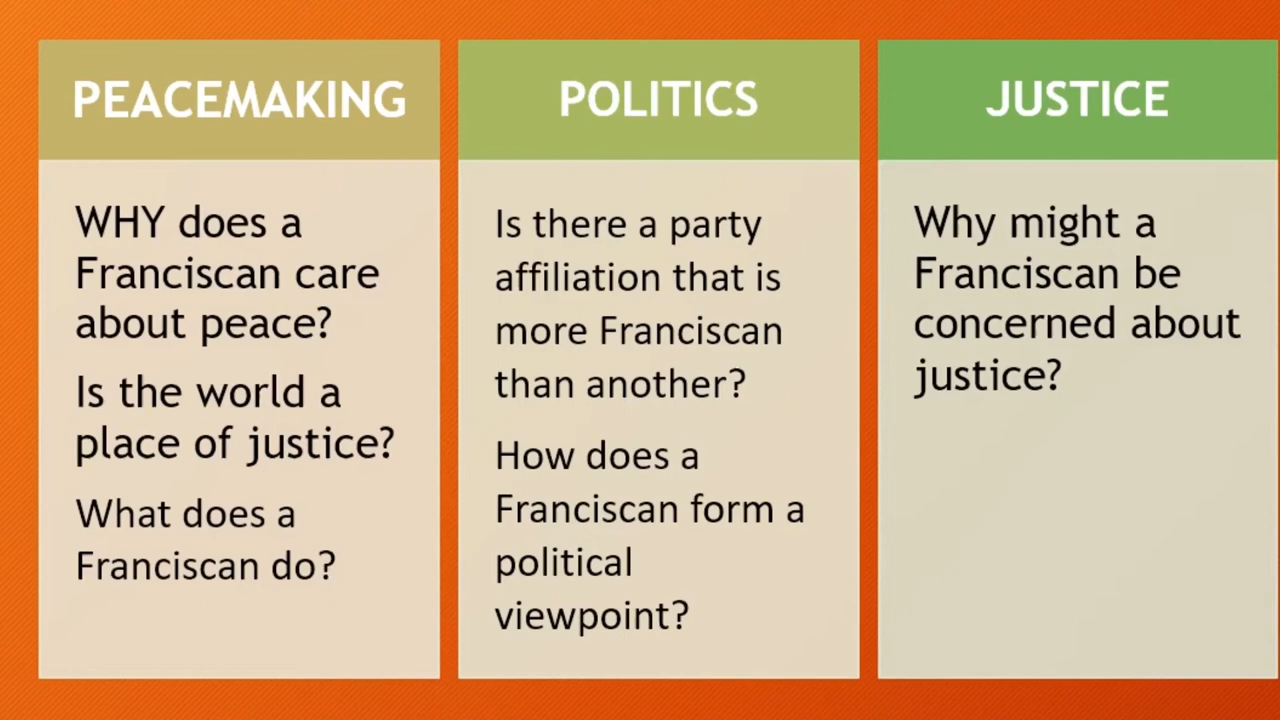 PEACEMAKING
WHY does a
Franciscan care
about peace?
Is the world a
place of justice?
What does a
Franciscan do?
POLITICS
Is there a party
affiliation that is
more Franciscan
than another?
How does a
Franciscan form a
political
viewpoint?
JUSTICE
Why might a
Franciscan be
concerned about
justice?